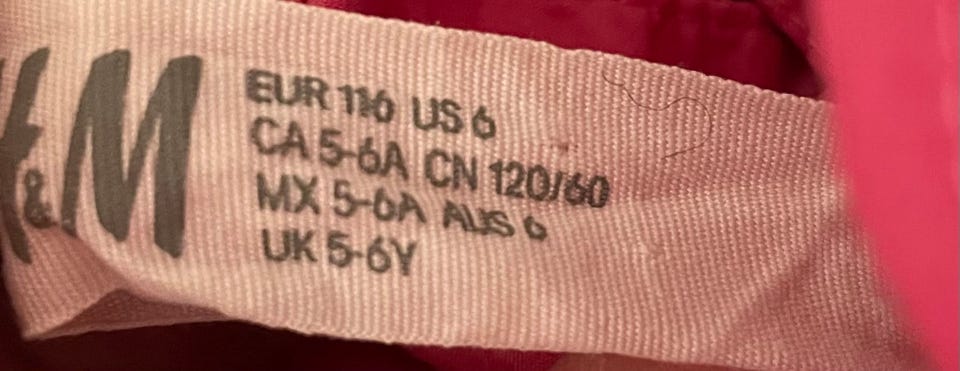 H&M
EUR 116 US 6
CA 5-6A CN 120/60
MX 5-6A AUS 6
UK 5-6Y